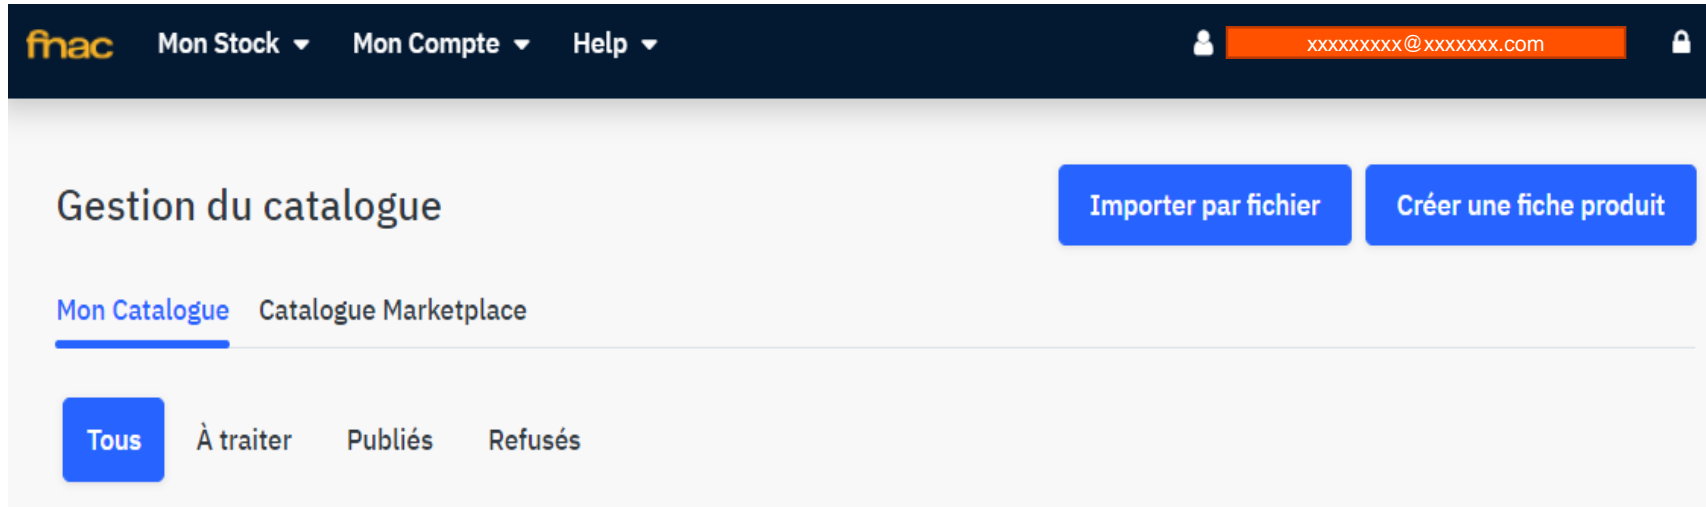 fnac Mon Stock Mon Compte Help xxxxxxxxx@xxxxxxx.com
Gestion du catalogue Importer par fichier Créer une fiche produit
Mon Catalogue Catalogue Marketplace
Tous À traiter Publiés Refusés